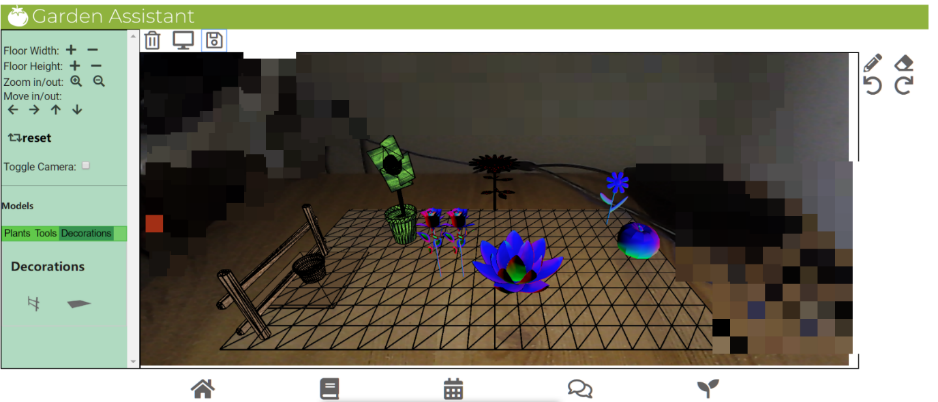 Garden Assistant
Floor Width:
Floor Height:
Zoom in/out:
Move in/out:
reset
Toggle Camera:
Models
Plants Tools Decorations
Decorations